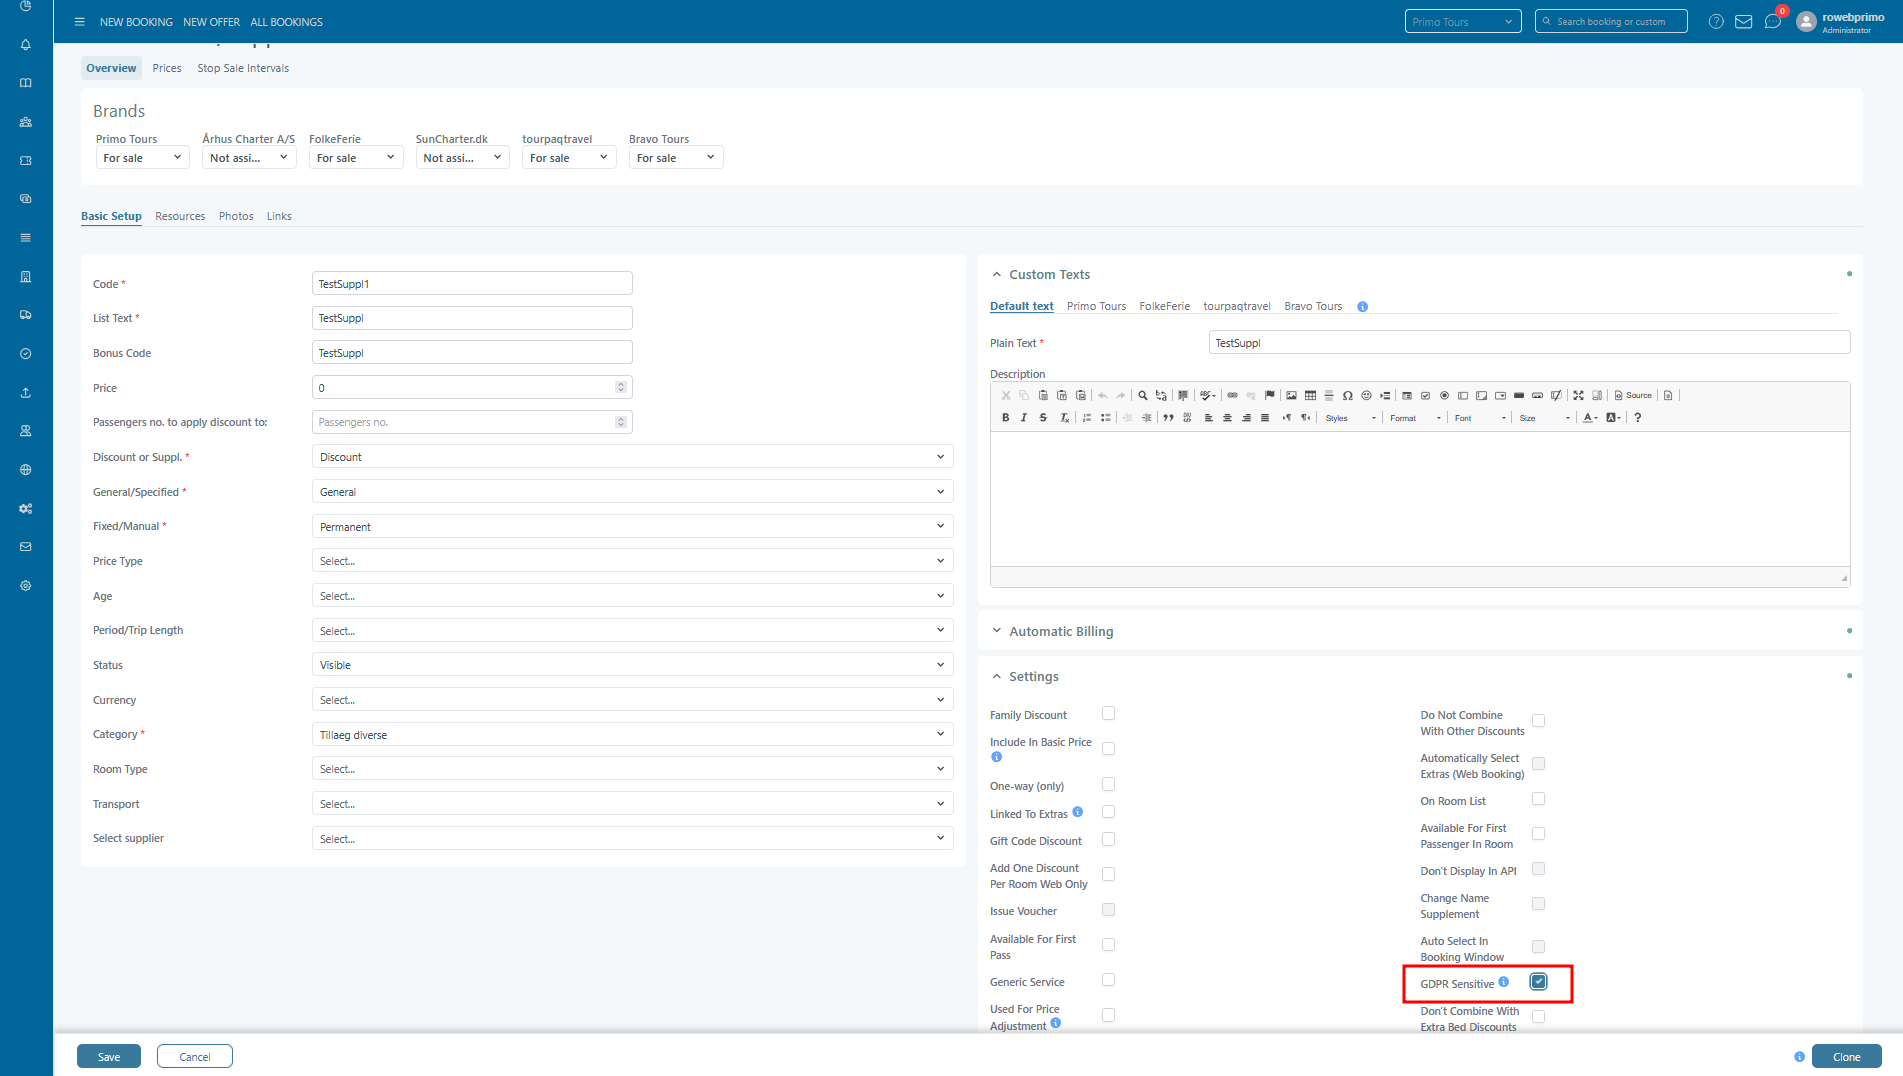 NEW BOOKING NEW OFFER ALL BOOKINGS
Primo Tours
Search booking or custom
0
rowebprimo
Administrator
Overview Prices Stop Sale Intervals
Brands
Primo Tours Århus Charter A/S FolkeFerie SunCharter.dk tourpaqtravel Bravo Tours
For sale Not assi... For sale Not assi... For sale For sale
Basic Setup Resources Photos Links
Code * TestSuppl1
List Text * TestSuppl
Bonus Code TestSuppl
Price 0
Passengers no. to apply discount to: Passengers no.
Discount or Suppl. * Discount
General/Specified * General
Fixed/Manual * Permanent
Price Type Select...
Age Select...
Period/Trip Length Select...
Status Visible
Currency Select...
Category * Tillaeg diverse
Room Type Select...
Transport Select...
Select supplier Select...
Custom Texts
Default text Primo Tours FolkeFerie tourpaqtravel Bravo Tours
Plain Text * TestSuppl
Description
Source
Styles Format Font Size
Automatic Billing
Settings
Family Discount
Include In Basic Price
One-way (only)
Linked To Extras
Gift Code Discount
Add One Discount
Per Room Web Only
Issue Voucher
Available For First
Pass
Generic Service
Used For Price
Adjustment
Do Not Combine
With Other Discounts
Automatically Select
Extras (Web Booking)
On Room List
Available For First
Passenger In Room
Don't Display In API
Change Name
Supplement
Auto Select In
Booking Window
GDPR Sensitive
Don't Combine With
Extra Bed Discounts
Save Cancel Clone